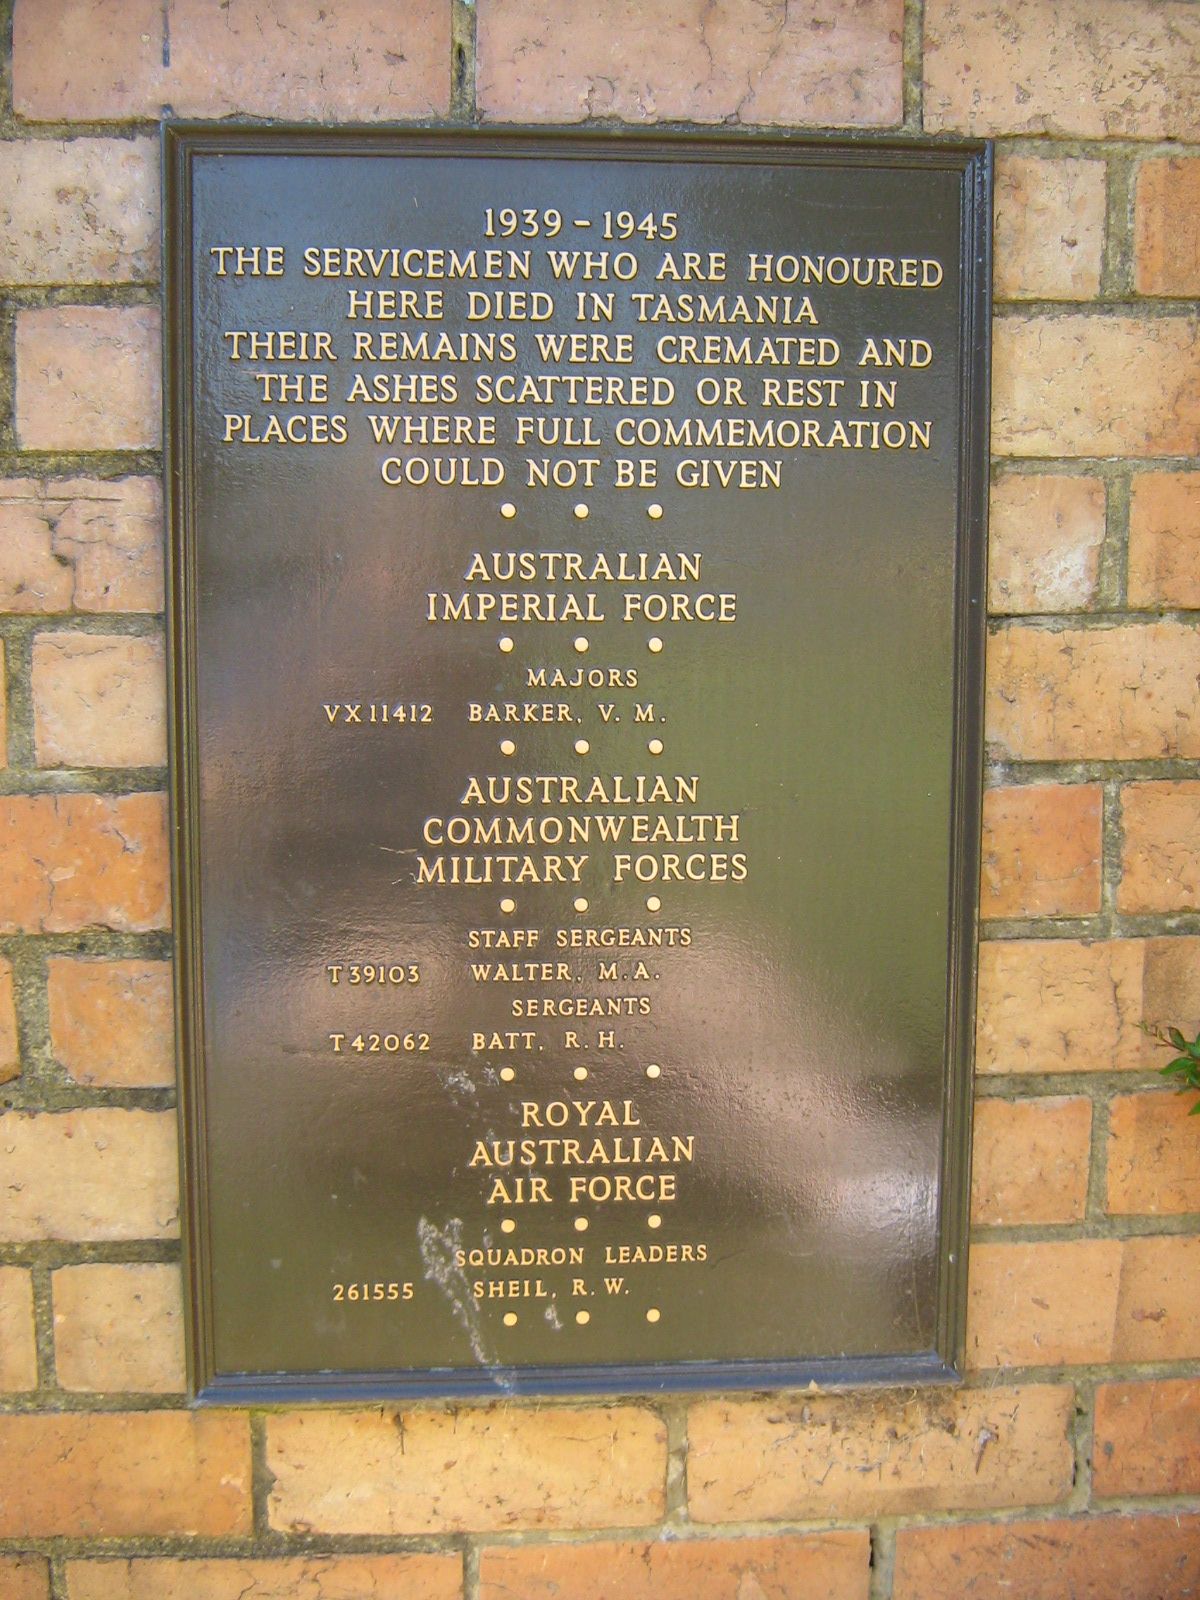 1939 - 1945
THE SERVICEMEN WHO ARE HONOURED
HERE DIED IN TASMANIA
THEIR REMAINS WERE CREMATED AND
THE ASHES SCATTERED OR REST IN
PLACES WHERE FULL COMMEMORATION
COULD NOT BE GIVEN
AUSTRALIAN
IMPERIAL FORCE
MAJORS
VX11412 BARKER, V. M.
AUSTRALIAN
COMMONWEALTH
MILITARY FORCES
STAFF SERGEANTS
T39103 WALTER, M. A.
SERGEANTS
T42062 BATT, R. H.
ROYAL
AUSTRALIAN
AIR FORCE
SQUADRON LEADERS
261555 SHEIL, R. W.